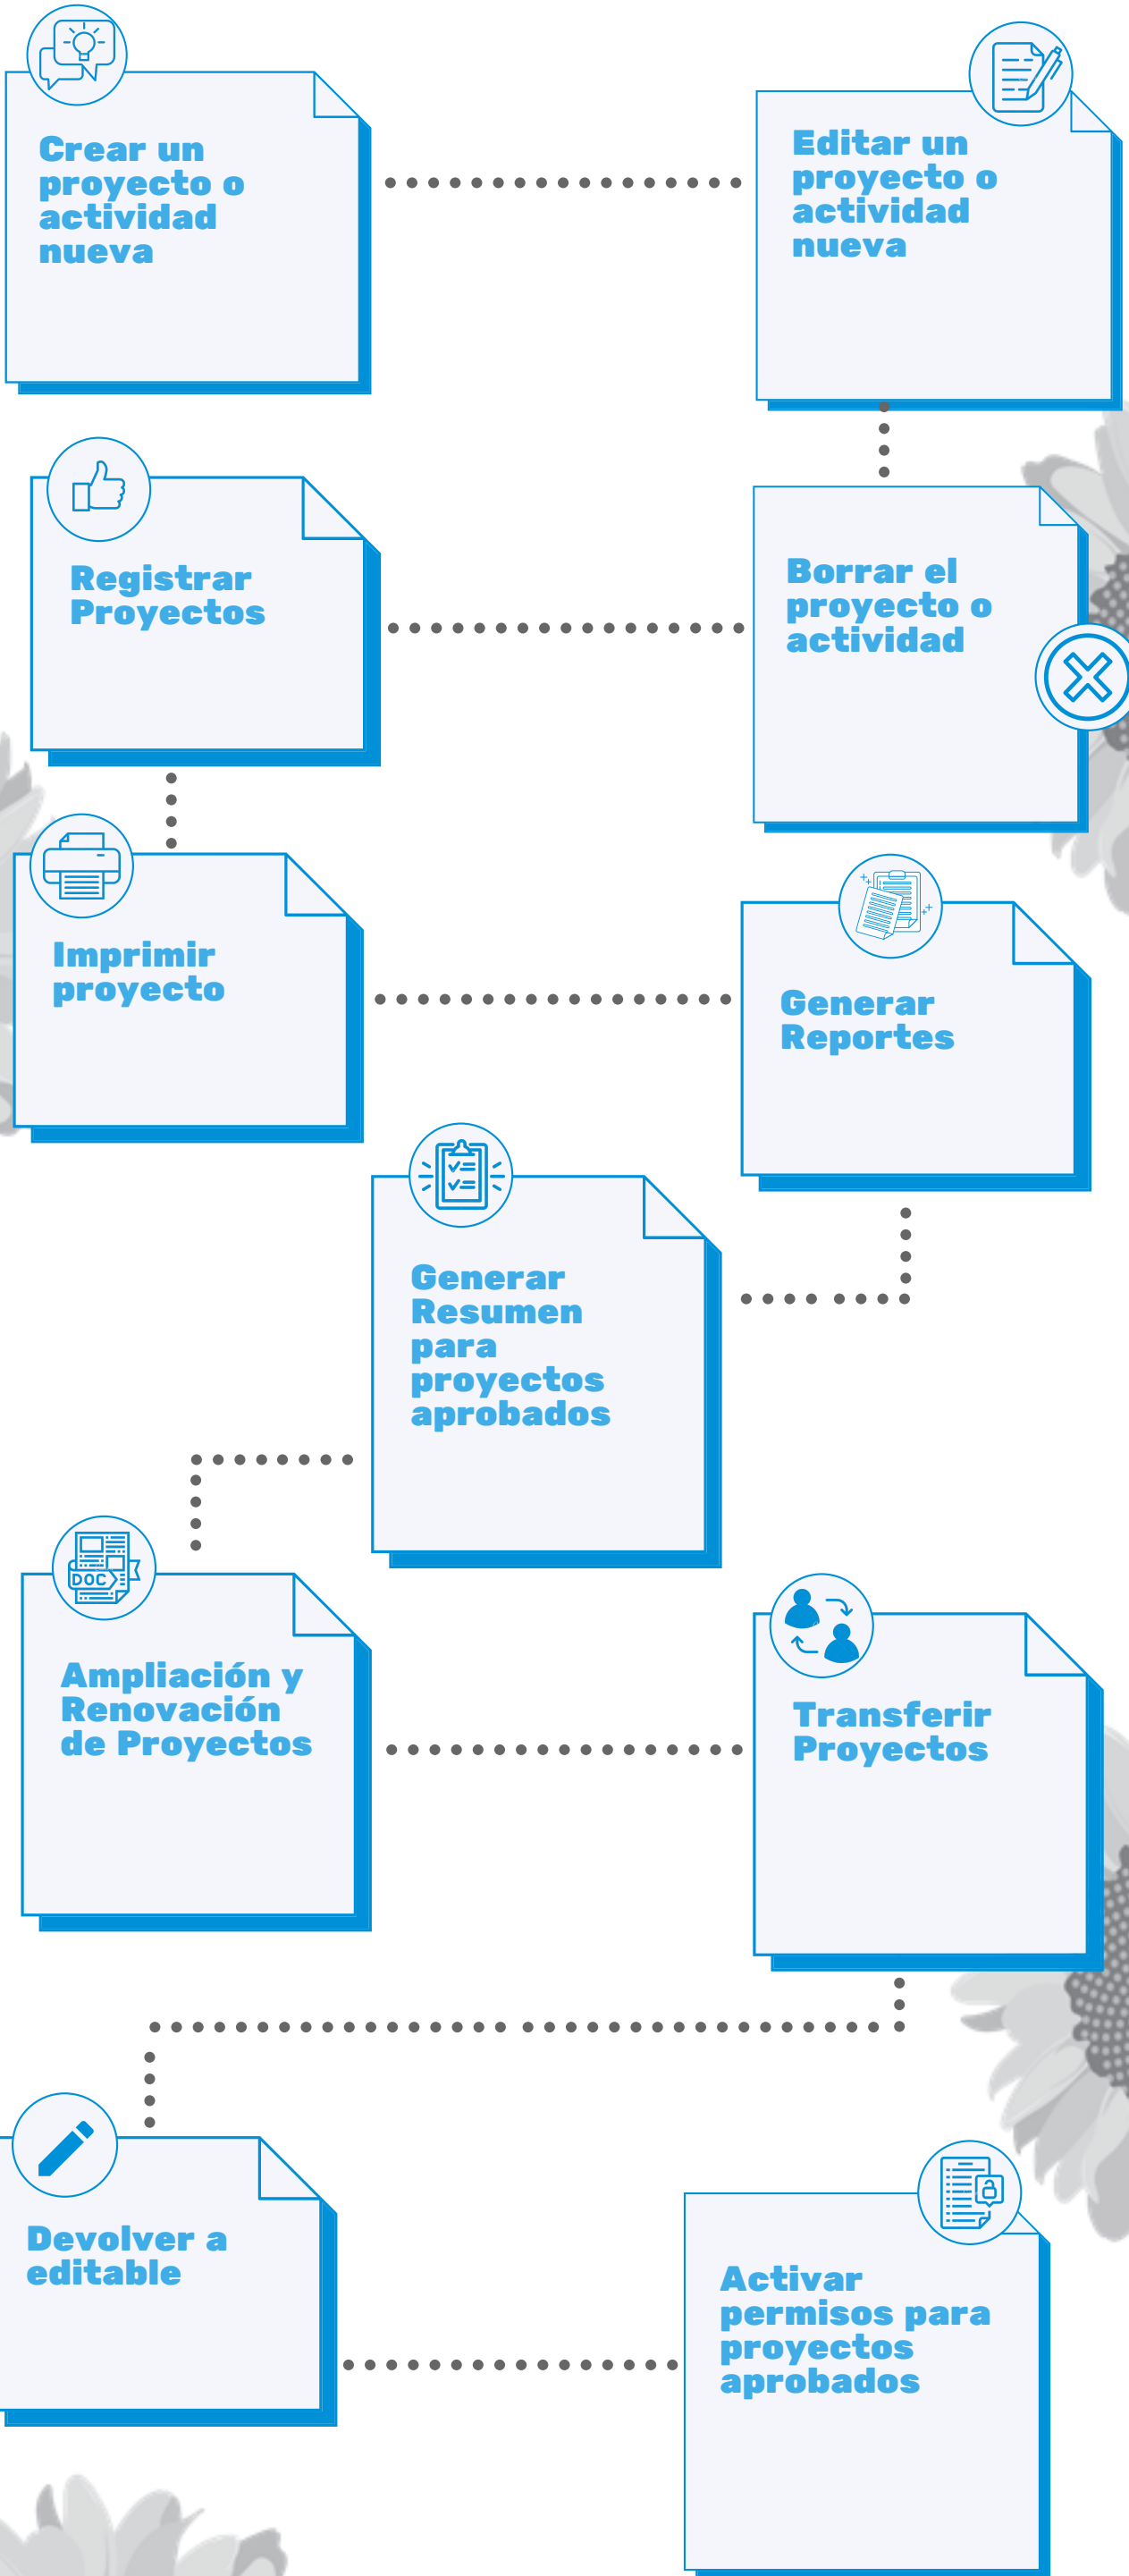 Crear un
proyecto o
actividad
nueva
Editar un
proyecto o
actividad
nueva
Registrar
Proyectos
Borrar el
proyecto o
actividad
Imprimir
proyecto
Generar
Reportes
Generar
Resumen
para
proyectos
aprobados
DOC
Ampliación y
Renovación
de Proyectos
Transferir
Proyectos
Devolver a
editable
Activar
permisos para
proyectos
aprobados